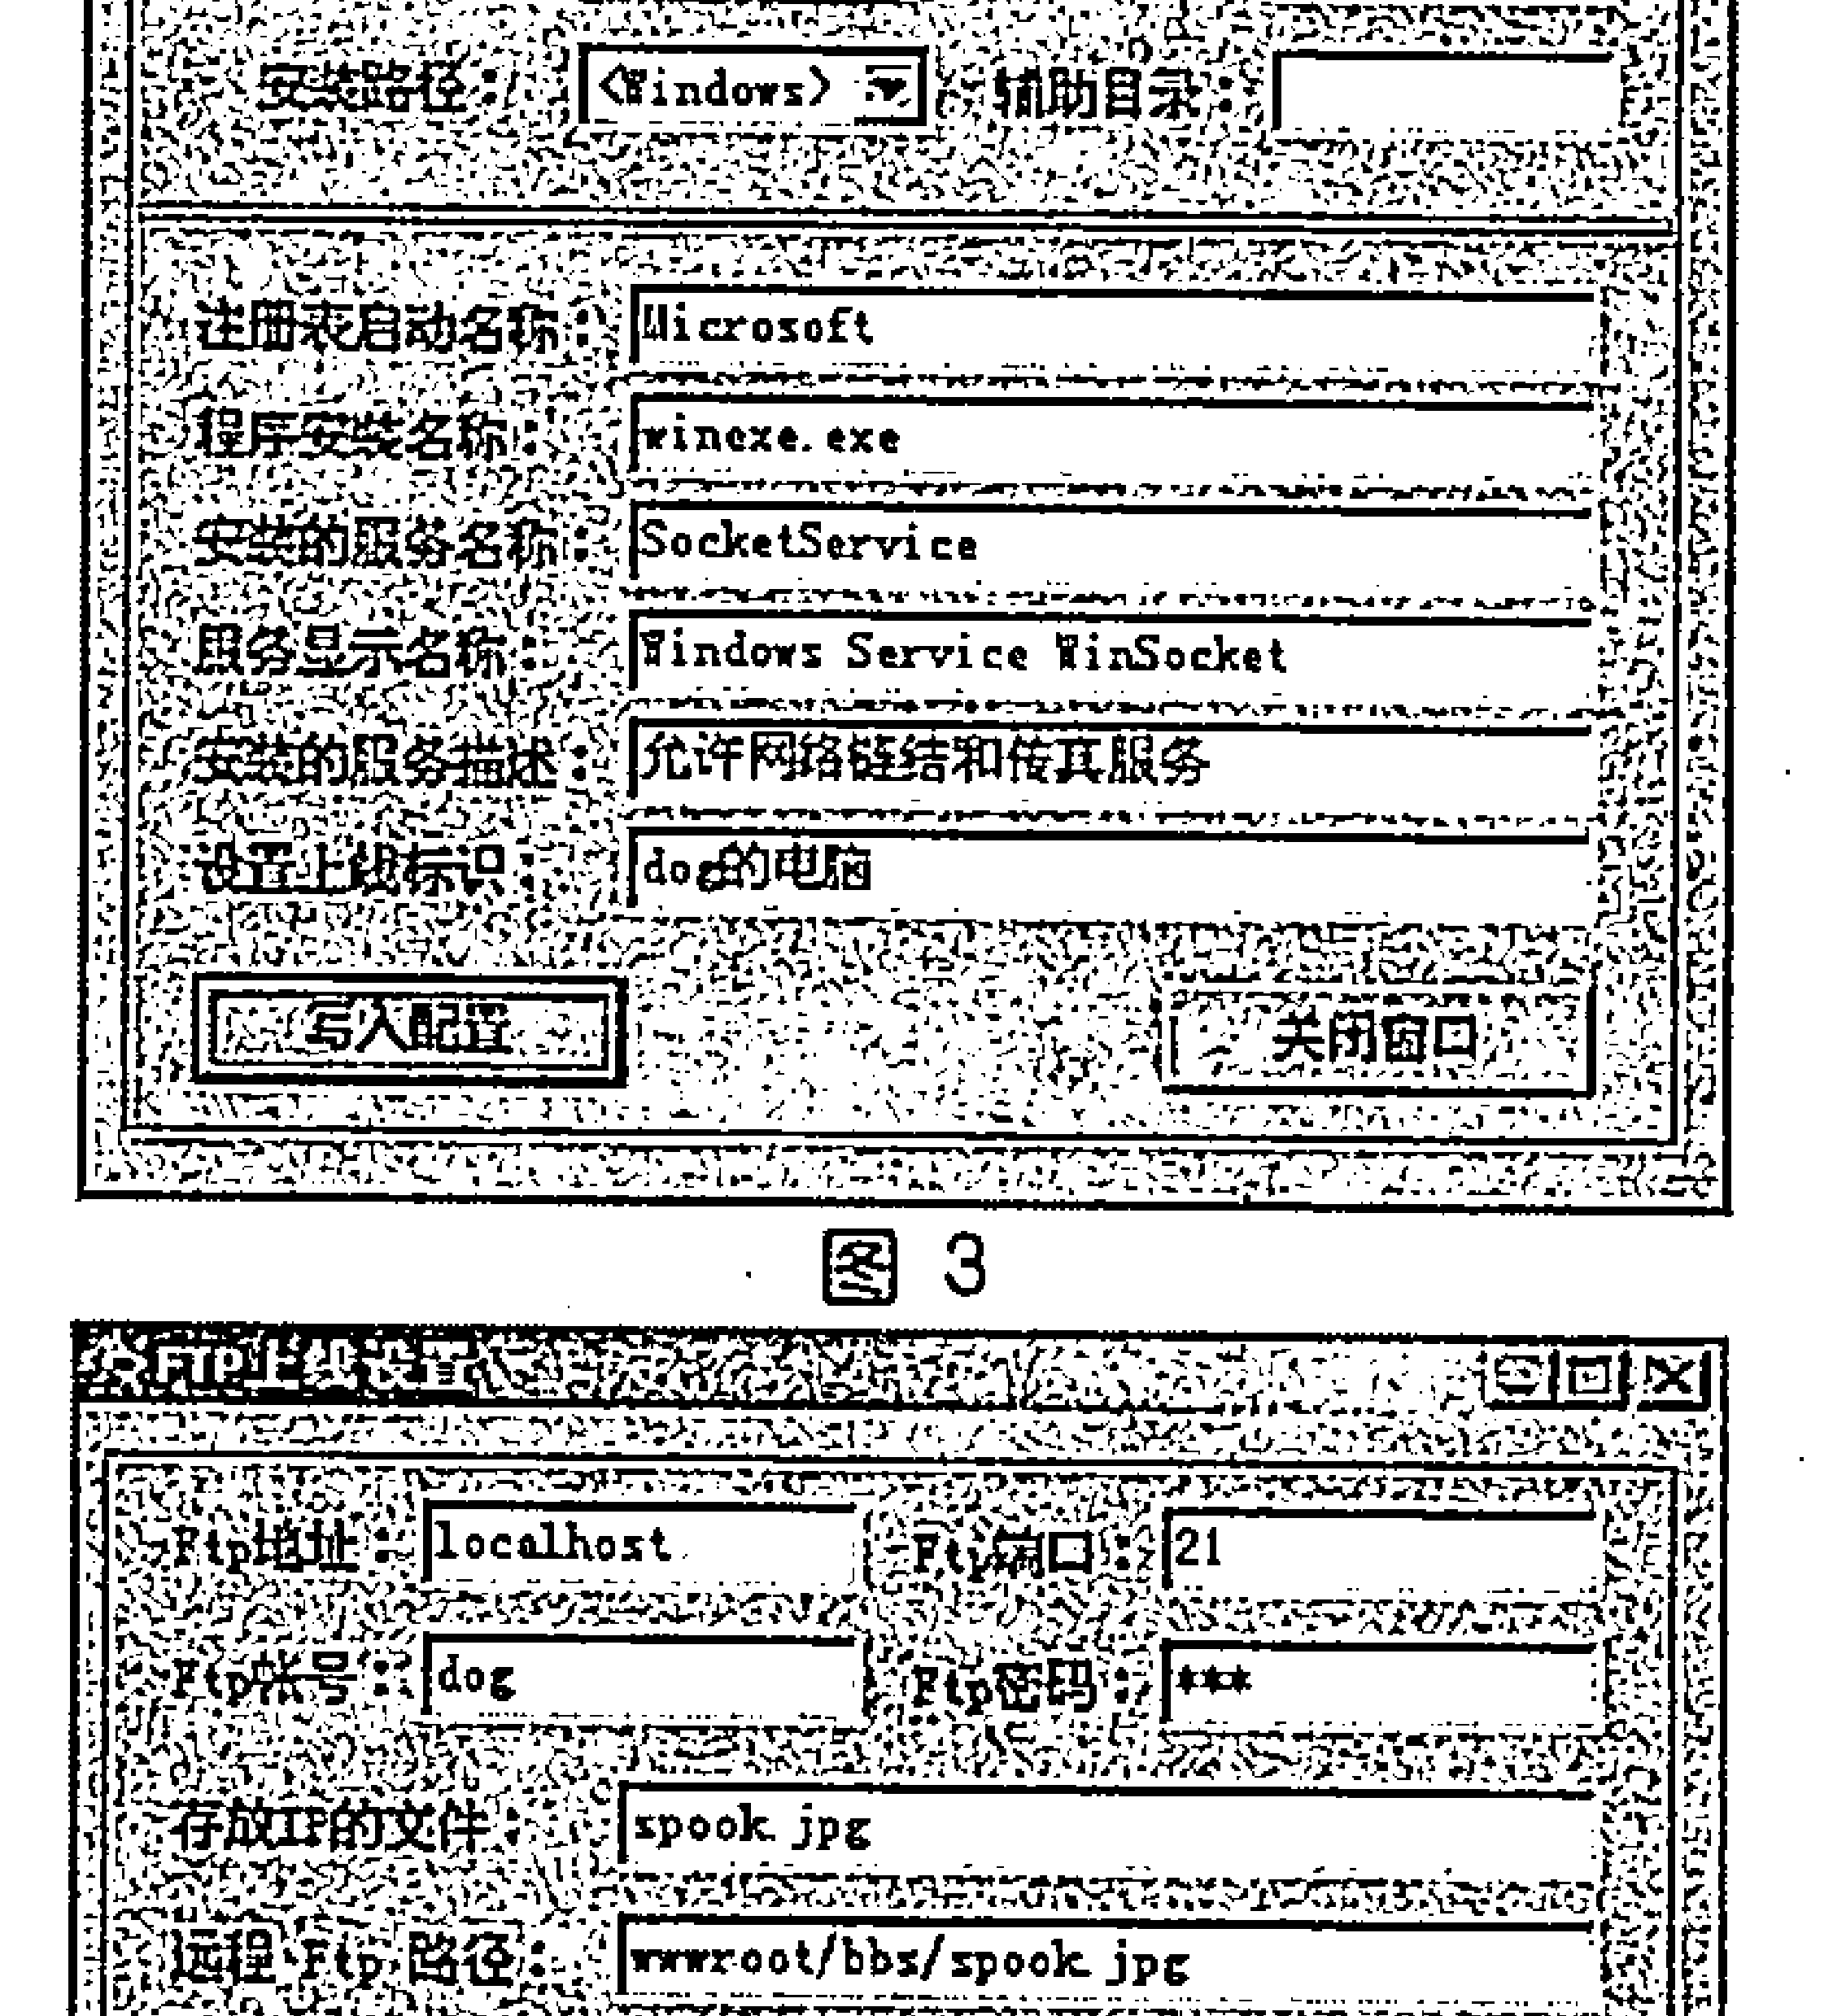 安装路径： <Windows> 辅助目录：
注册表启动名称： Microsoft
程序安装名称： winexe.exe
安装的服务名称： SocketService
服务显示名称： Windows Service WinSocket
安装的服务描述： 允许网络链结和传真服务
设置上线标识： dog的电脑
写入配置 关闭窗口
图 3
Ftp上线设置
Ftp地址： localhost Ftp端口： 21
Ftp帐号： dog Ftp密码： ***
存放IP的文件： spook.jpg
远程 Ftp 路径： wwwroot/bbs/spook.jpg